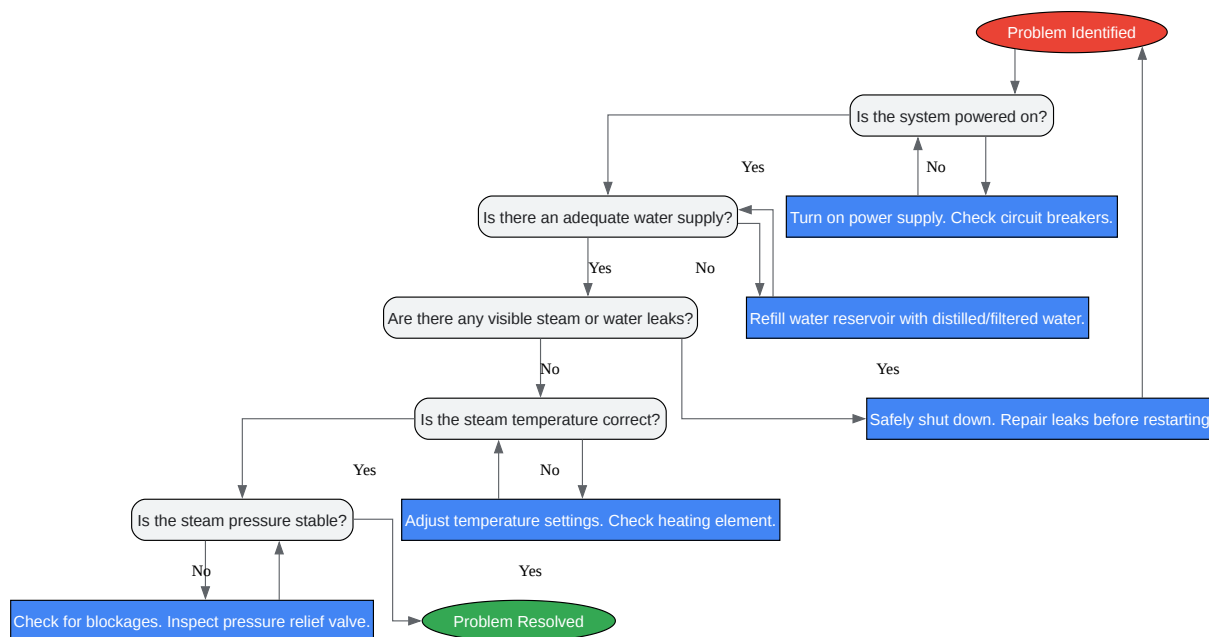 Problem Identified
Is the system powered on?
Yes
No
Is there an adequate water supply?
Turn on power supply. Check circuit breakers.
Yes
No
Are there any visible steam or water leaks?
Refill water reservoir with distilled/filtered water.
No
Yes
Is the steam temperature correct?
Safely shut down. Repair leaks before restarting
Yes
No
Is the steam pressure stable?
Adjust temperature settings. Check heating element.
No
Yes
Check for blockages. Inspect pressure relief valve.
Problem Resolved